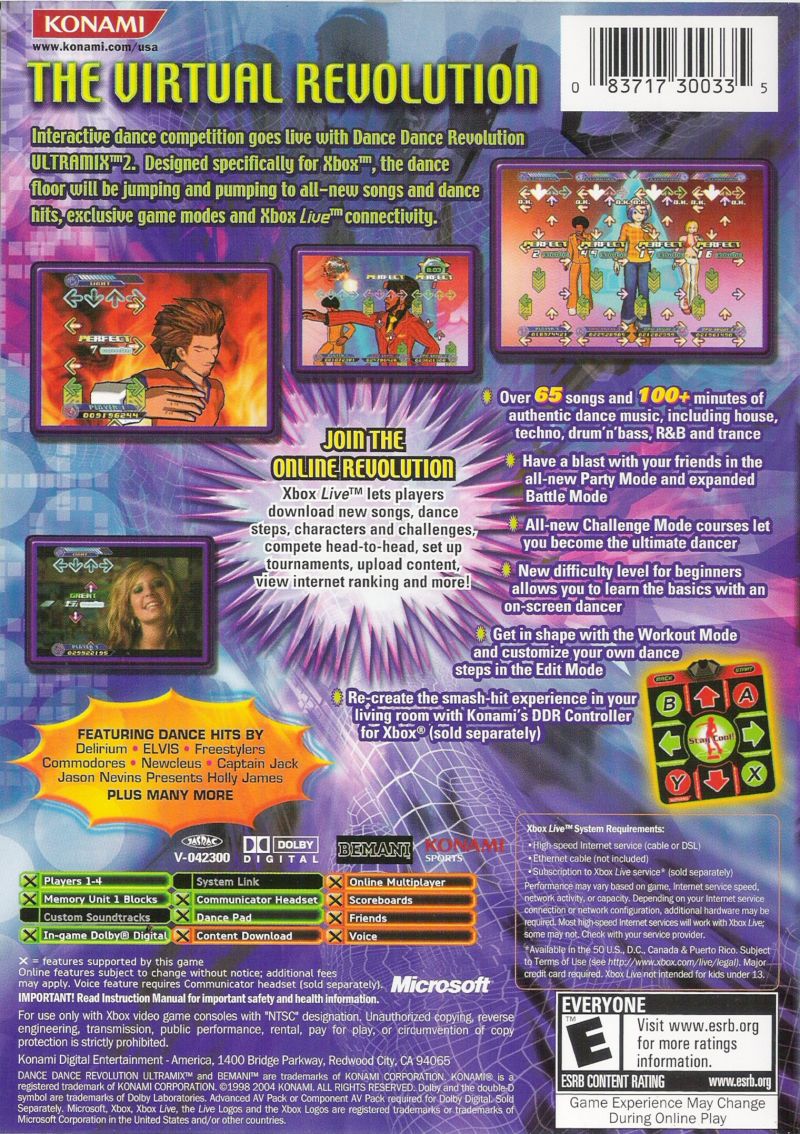 KONAMI
www.konami.com/usa
THE VIRTUAL REVOLUTION
0 83717 30033 5
Interactive dance competition goes live with Dance Dance Revolution
ULTRAMIX™2. Designed specifically for Xbox™, the dance
floor will be jumping and pumping to all-new songs and dance
hits, exclusive game modes and Xbox Live™ connectivity.
LIGHT
PERFECT
7
PLAYER 1
009196244
PERFECT PERFECT
O.K. O.K. O.K. O.K.
PERFECT PERFECT PERFECT PERFECT
Over 65 songs and 100+ minutes of
authentic dance music, including house,
techno, drum'n'bass, R&B and trance
Have a blast with your friends in the
all-new Party Mode and expanded
Battle Mode
All-new Challenge Mode courses let
you become the ultimate dancer
New difficulty level for beginners
allows you to learn the basics with an
on-screen dancer
Get in shape with the Workout Mode
and customize your own dance
steps in the Edit Mode
Re-create the smash-hit experience in your
living room with Konami's DDR Controller
for Xbox® (sold separately)
JOIN THE
ONLINE REVOLUTION
Xbox Live™ lets players
download new songs, dance
steps, characters and challenges,
compete head-to-head, set up
tournaments, upload content,
view internet ranking and more!
LIGHT
GREAT
PLAYER 1
029922195
BACK START
B A
Stay Cool!
Y X
FEATURING DANCE HITS BY
Delirium • ELVIS • Freestylers
Commodores • Newcleus • Captain Jack
Jason Nevins Presents Holly James
PLUS MANY MORE
JASRAC
V-042300
DOLBY
DIGITAL
BEMANI
KONAMI
SPORTS
Players 1-4
Memory Unit 1 Blocks
Custom Soundtracks
In-game Dolby® Digital
System Link
Communicator Headset
Dance Pad
Content Download
Online Multiplayer
Scoreboards
Friends
Voice
X = features supported by this game
Online features subject to change without notice; additional fees
may apply. Voice feature requires Communicator headset (sold separately).
Microsoft
IMPORTANT! Read Instruction Manual for important safety and health information.
For use only with Xbox video game consoles with "NTSC" designation. Unauthorized copying, reverse
engineering, transmission, public performance, rental, pay for play, or circumvention of copy
protection is strictly prohibited.
Konami Digital Entertainment - America, 1400 Bridge Parkway, Redwood City, CA 94065
DANCE DANCE REVOLUTION ULTRAMIX™ and BEMANI™ are trademarks of KONAMI CORPORATION. KONAMI® is a
registered trademark of KONAMI CORPORATION. ©1998 2004 KONAMI. ALL RIGHTS RESERVED. Dolby and the double-D
symbol are trademarks of Dolby Laboratories. Advanced AV Pack or Component AV Pack required for Dolby Digital. Sold
Separately. Microsoft, Xbox, Xbox Live, the Live Logos and the Xbox Logos are registered trademarks or trademarks of
Microsoft Corporation in the United States and/or other countries.
Xbox Live™ System Requirements:
• High-speed Internet service (cable or DSL)
• Ethernet cable (not included)
• Subscription to Xbox Live service* (sold separately)
Performance may vary based on game, Internet service speed,
network activity, or capacity. Depending on your Internet service
connection or network configuration, additional hardware may be
required. Most high-speed Internet services will work with Xbox Live;
some may not. Check with your service provider.
*Available in the 50 U.S., D.C., Canada & Puerto Rico. Subject
to Terms of Use (see http://www.xbox.com/live/legal). Major
credit card required. Xbox Live not intended for kids under 13.
EVERYONE
E
™
Visit www.esrb.org
for more ratings
information.
ESRB CONTENT RATING www.esrb.org
Game Experience May Change
During Online Play